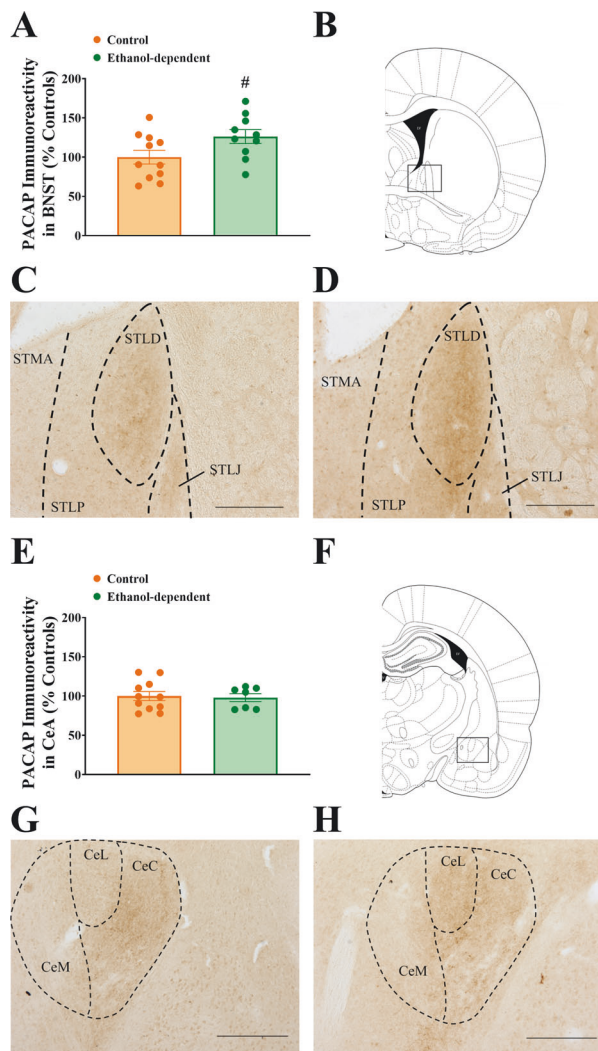 A
Control
Ethanol-dependent
PACAP Immunoreactivity
in BNST (% Controls)
200
150
100
50
0
#
B
C
STMA
STLD
STLJ
STLP
D
STMA
STLD
STLJ
STLP
E
Control
Ethanol-dependent
PACAP Immunoreactivity
in CeA (% Controls)
200
150
100
50
0
F
G
CeL
CeC
CeM
H
CeL
CeC
CeM